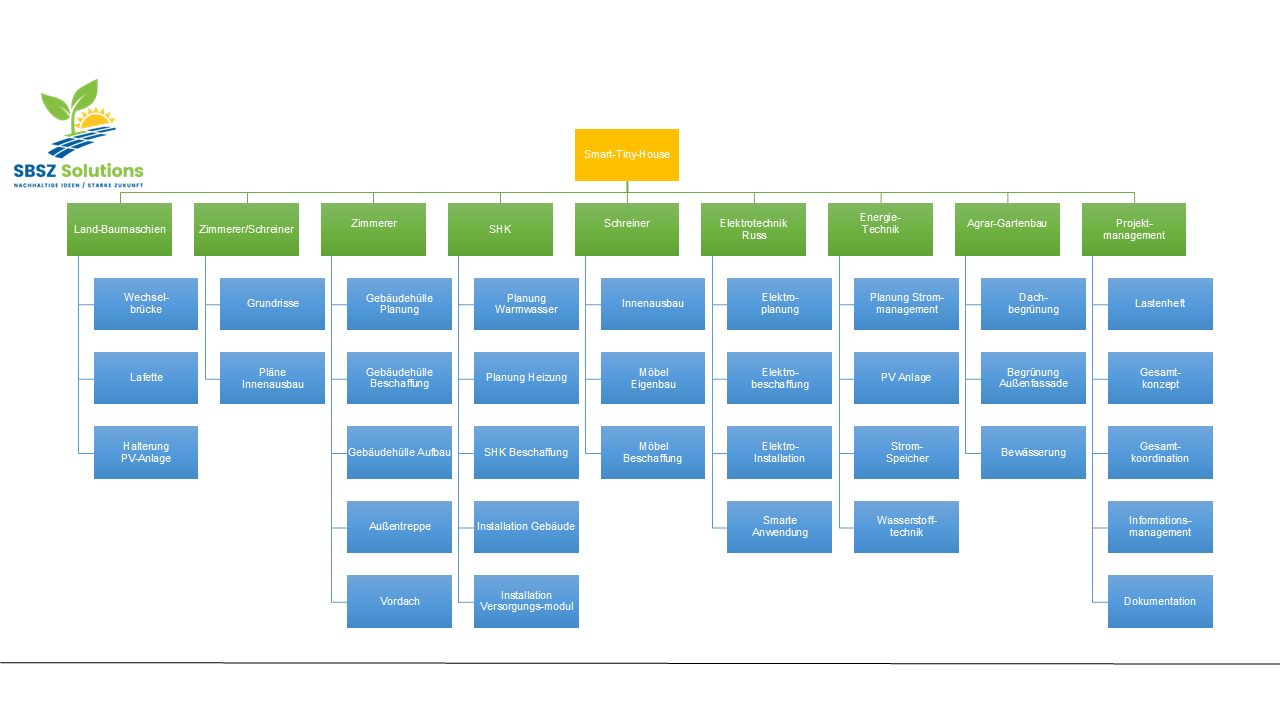 SBSZ Solutions
NACHHALTIGE IDEEN / STARKE ZUKUNFT
Smart-Tiny-House
Land-Baumaschien
Zimmerer/Schreiner
Zimmerer
SHK
Schreiner
Elektrotechnik
Russ
Energie-
Technik
Agrar-Gartenbau
Projekt-
management
Wechsel-
brücke
Lafette
Halterung
PV-Anlage
Grundrisse
Pläne
Innenausbau
Gebäudehülle
Planung
Gebäudehülle
Beschaffung
Gebäudehülle Aufbau
Außentreppe
Vordach
Planung
Warmwasser
Planung Heizung
SHK Beschaffung
Installation Gebäude
Installation
Versorgungs-modul
Innenausbau
Möbel
Eigenbau
Möbel
Beschaffung
Elektro-
planung
Elektro-
beschaffung
Elektro-
Installation
Smarte
Anwendung
Planung Strom-
management
PV Anlage
Strom-
Speicher
Wasserstoff-
technik
Dach-
begrünung
Begrünung
Außenfassade
Bewässerung
Lastenheft
Gesamt-
konzept
Gesamt-
koordination
Informations-
management
Dokumentation